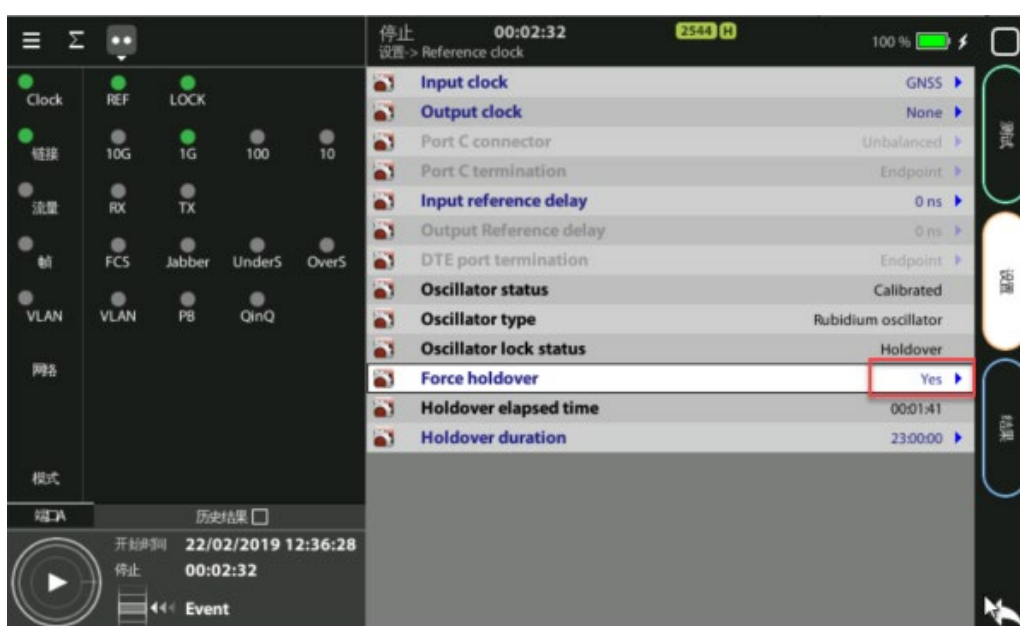 Σ
停止 00:02:32 2544 H 100 %
设置-> Reference clock
Clock REF LOCK
链接 10G 1G 100 10
流量 RX TX
帧 FCS Jabber UnderS OverS
VLAN VLAN PB QinQ
网络
模式
端口A 历史结果
开始时间 22/02/2019 12:36:28
停止 00:02:32
Event
Input clock GNSS
Output clock None
Port C connector Unbalanced
Port C termination Endpoint
Input reference delay 0 ns
Output Reference delay 0 ns
DTE port termination Endpoint
Oscillator status Calibrated
Oscillator type Rubidium oscillator
Oscillator lock status Holdover
Force holdover Yes
Holdover elapsed time 00:01:41
Holdover duration 23:00:00
测试
设置
结果